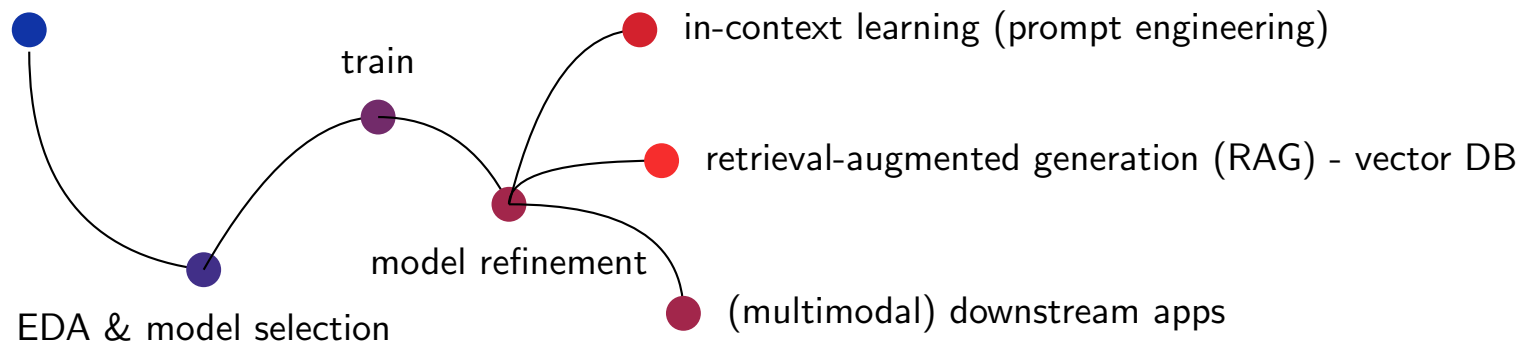 in-context learning (prompt engineering)
train
retrieval-augmented generation (RAG) - vector DB
model refinement
(multimodal) downstream apps
EDA & model selection